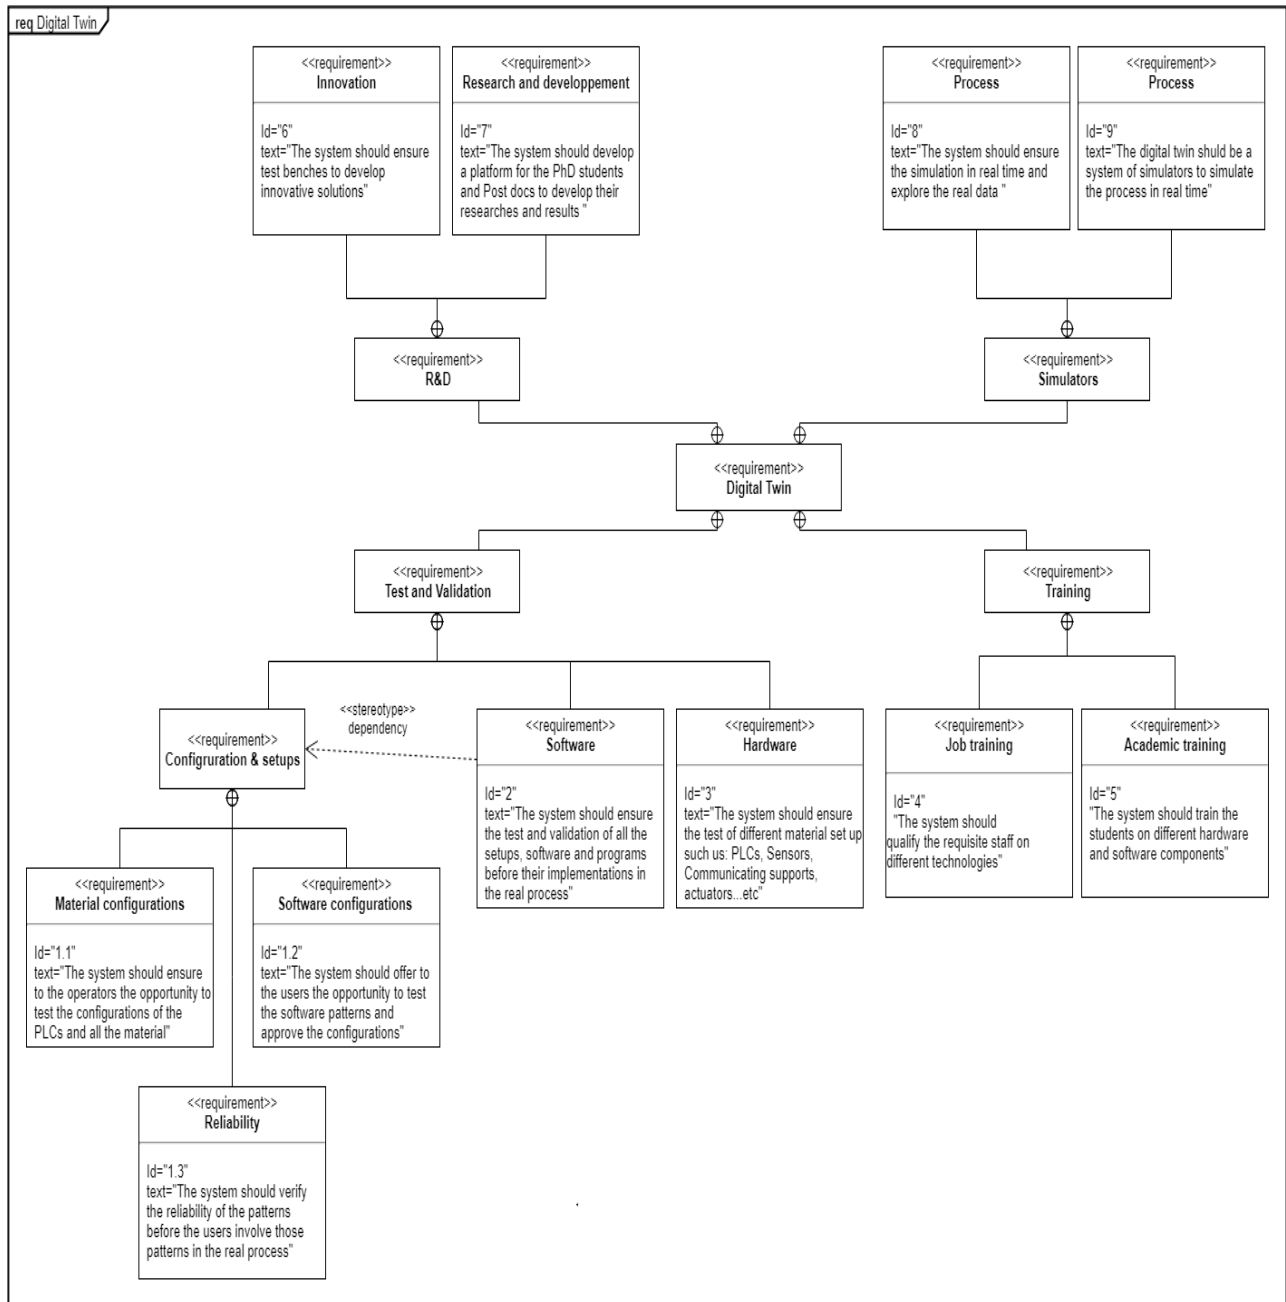 req Digital Twin
<<requirement>>
Innovation
Id="6"
text="The system should ensure
test benches to develop
innovative solutions"
<<requirement>>
Research and developpement
Id="7"
text="The system should develop
a platform for the PhD students
and Post docs to develop their
researches and results "
<<requirement>>
Process
Id="8"
text="The system should ensure
the simulation in real time and
explore the real data "
<<requirement>>
Process
Id="9"
text="The digital twin shuld be a
system of simulators to simulate
the process in real time"
<<requirement>>
R&D
<<requirement>>
Simulators
<<requirement>>
Digital Twin
<<requirement>>
Test and Validation
<<requirement>>
Training
<<requirement>>
Configruration & setups
<<stereotype>>
dependency
<<requirement>>
Software
Id="2"
text="The system should ensure
the test and validation of all the
setups, software and programs
before their implementations in
the real process"
<<requirement>>
Hardware
Id="3"
text="The system should ensure
the test of different material set up
such us: PLCs, Sensors,
Communicating supports,
actuators...etc"
<<requirement>>
Job training
Id="4"
"The system should
qualify the requisite staff on
different technologies"
<<requirement>>
Academic training
Id="5"
"The system should train the
students on different hardware
and software components"
<<requirement>>
Material configurations
Id="1.1"
text="The system should ensure
to the operators the opportunity to
test the configurations of the
PLCs and all the material"
<<requirement>>
Software configurations
Id="1.2"
text="The system should offer to
the users the opportunity to test
the software patterns and
approve the configurations"
<<requirement>>
Reliability
Id="1.3"
text="The system should verify
the reliability of the patterns
before the users involve those
patterns in the real process"